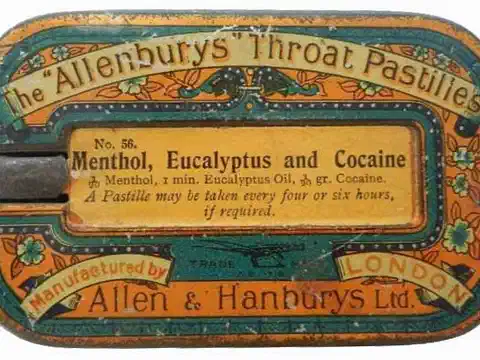 The "Allenburys" Throat Pastilles
No. 56.
Menthol, Eucalyptus and Cocaine
Menthol, 1 min. Eucalyptus Oil, gr. Cocaine.
A Pastille may be taken every four or six hours,
if required.
TRADE
Manufactured by
LONDON
Allen & Hanburys Ltd.